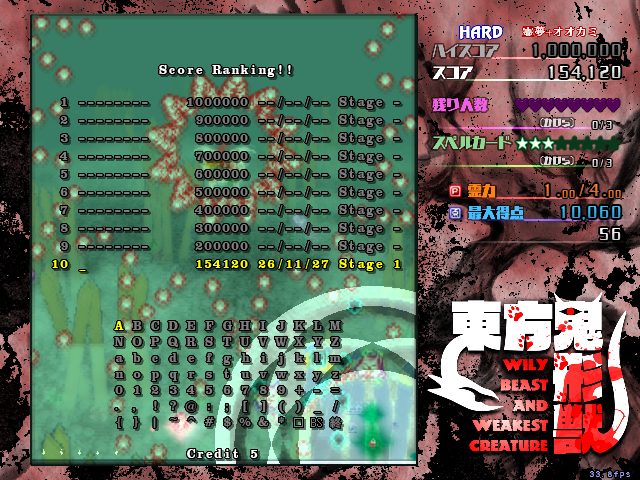 Score Ranking!!
1 -------- 1000000 --/--/-- Stage -
2 -------- 900000 --/--/-- Stage -
3 -------- 800000 --/--/-- Stage -
4 -------- 700000 --/--/-- Stage -
5 -------- 600000 --/--/-- Stage -
6 -------- 500000 --/--/-- Stage -
7 -------- 400000 --/--/-- Stage -
8 -------- 300000 --/--/-- Stage -
9 -------- 200000 --/--/-- Stage -
10 _ 154120 26/11/27 Stage 1
A B C D E F G H I J K L M
N O P Q R S T U V W X Y Z
a b c d e f g h i j k l m
n o p q r s t u v w x y z
0 1 2 3 4 5 6 7 8 9 + - =
. , ! ? @ : ; [ ] ( ) _ /
{ } | ~ ^ # $ % & * □ BS 終
Credit 5
HARD 霊夢+オオカミ
ハイスコア 1,000,000
スコア 154,120
残り人数
(かけら) 0/3
スペルカード ★★★
(かけら) 0/3
P 霊力 1.00/4.00
最大得点 10,060
56
東方鬼形獣
WILY
BEAST
AND
WEAKEST
CREATURE
33.8fps